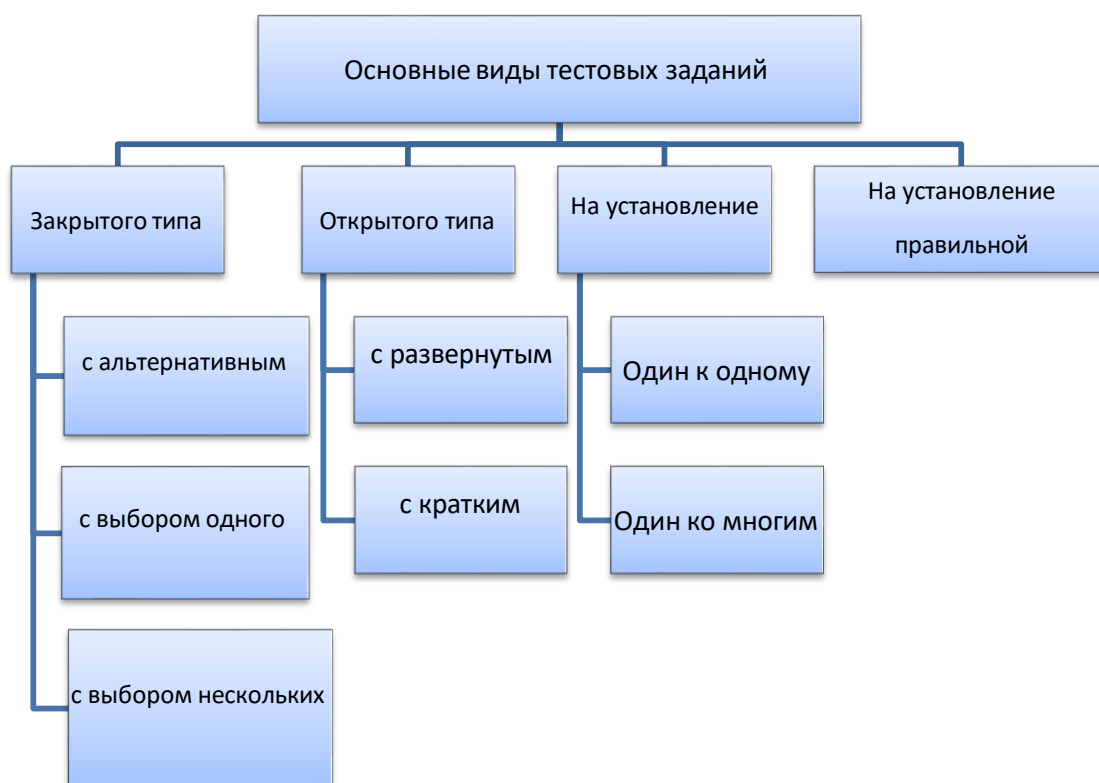 Основные виды тестовых заданий
Закрытого типа
Открытого типа
На установление
На установление
правильной
с альтернативным
с развернутым
Один к одному
с выбором одного
с кратким
Один ко многим
с выбором нескольких